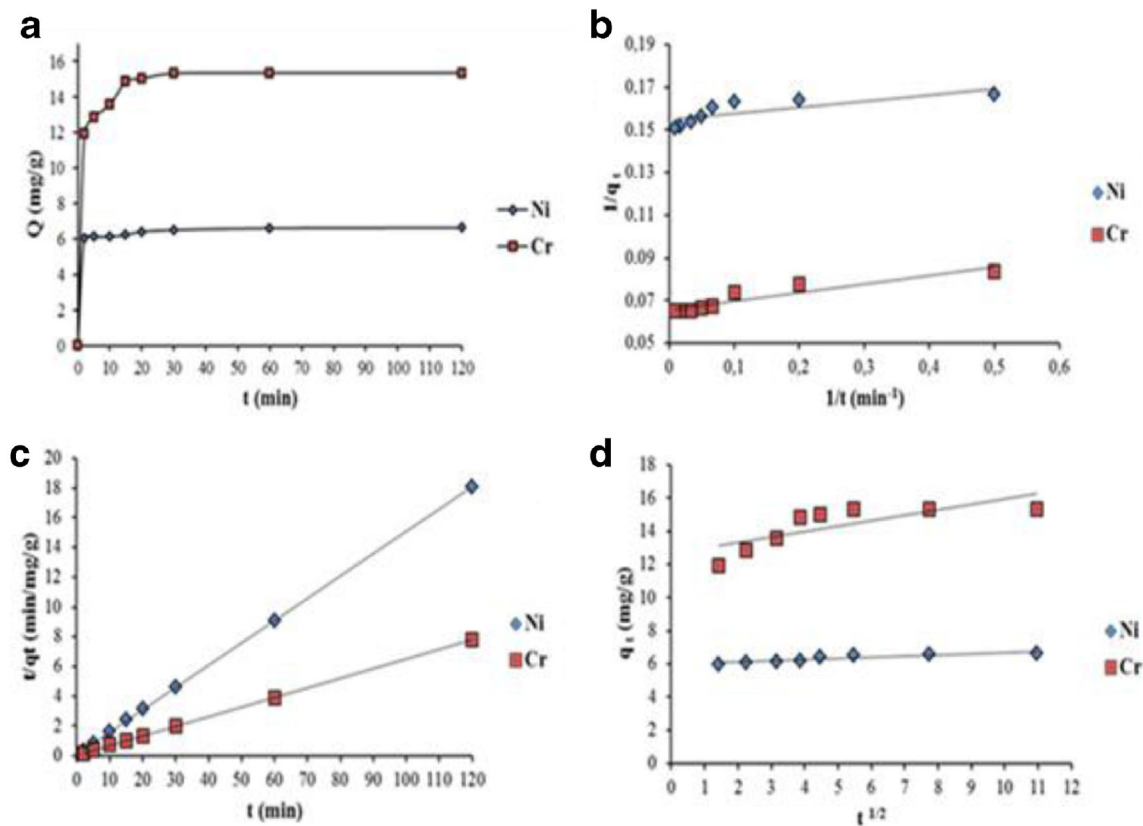 a
16
14
12
10
8
6
4
2
0
Q (mg/g)
0 10 20 30 40 50 60 70 80 90 100 110 120
t (min)
Ni
Cr
b
0.19
0.17
0.15
0.13
0.11
0.09
0.07
0.05
1/q t
0 0,1 0,2 0,3 0,4 0,5 0,6
1/t (min-1)
Ni
Cr
c
20
18
16
14
12
10
8
6
4
2
0
t/qt (min/mg/g)
0 10 20 30 40 50 60 70 80 90 100 110 120
t (min)
Ni
Cr
d
18
16
14
12
10
8
6
4
2
0
q t (mg/g)
0 1 2 3 4 5 6 7 8 9 10 11 12
t 1/2
Ni
Cr